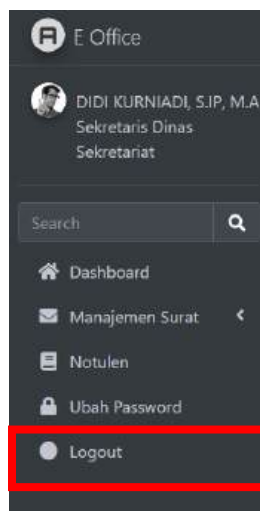 E Office
DIDI KURNIADI, S.IP, M.A
Sekretaris Dinas
Sekretariat
Search
Dashboard
Manajemen Surat
Notulen
Ubah Password
Logout